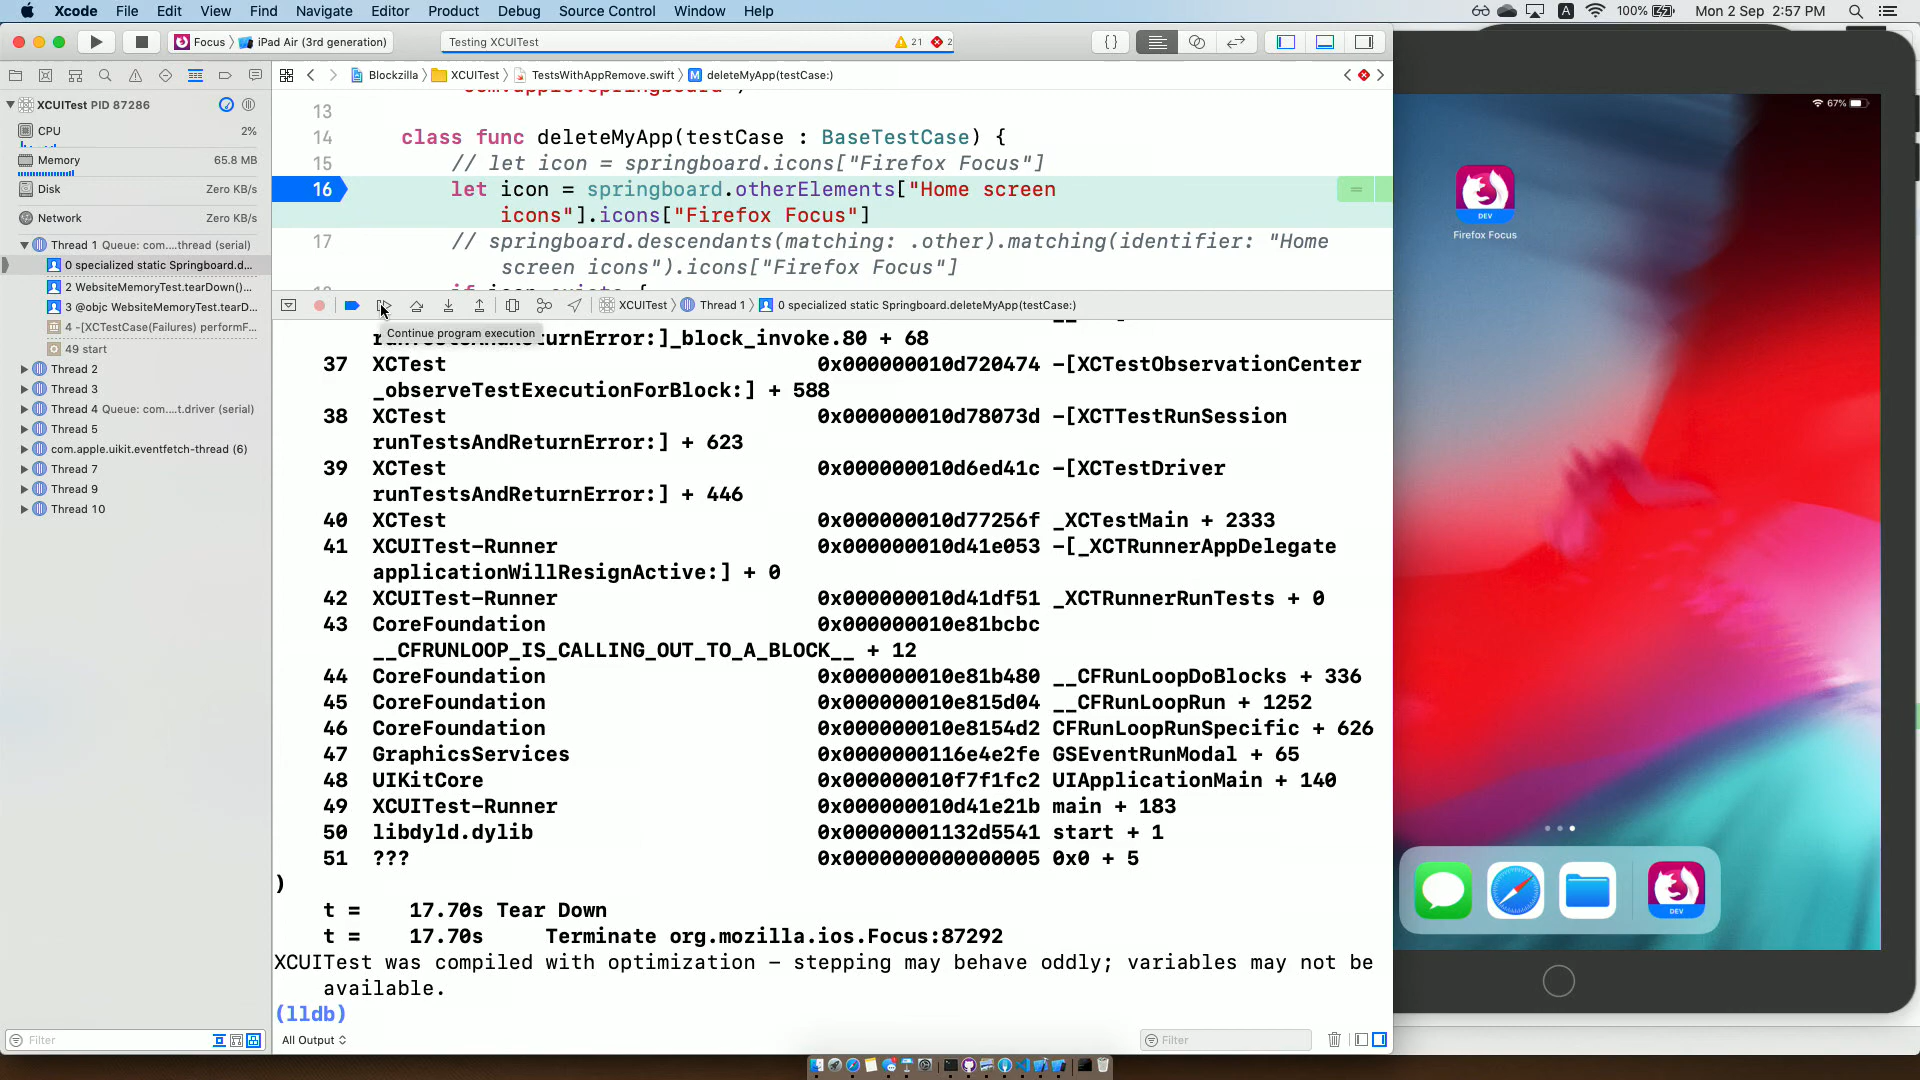 Xcode File Edit View Find Navigate Editor Product Debug Source Control Window Help
A 100% Mon 2 Sep 2:57 PM
Focus iPad Air (3rd generation)
Testing XCUITest
21 2
{}
Blockzilla XCUITest TestsWithAppRemove.swift M deleteMyApp(testCase:)
XCUITest PID 87286
CPU 2%
Memory 65.8 MB
Disk Zero KB/s
Network Zero KB/s
Thread 1 Queue: com....thread (serial)
0 specialized static Springboard.d...
2 WebsiteMemoryTest.tearDown()...
3 @objc WebsiteMemoryTest.tearD...
4 -[XCTestCase(Failures) performF...
49 start
Thread 2
Thread 3
Thread 4 Queue: com....t.driver (serial)
Thread 5
com.apple.uikit.eventfetch-thread (6)
Thread 7
Thread 9
Thread 10
Filter
13
14 class func deleteMyApp(testCase : BaseTestCase) {
15 // let icon = springboard.icons["Firefox Focus"]
16 let icon = springboard.otherElements["Home screen
icons"].icons["Firefox Focus"]
17 // springboard.descendants(matching: .other).matching(identifier: "Home
screen icons").icons["Firefox Focus"]
XCUITest Thread 1 0 specialized static Springboard.deleteMyApp(testCase:)
Continue program execution
_block_invoke.80 + 68
37 XCTest 0x000000010d720474 -[XCTestObservationCenter
_observeTestExecutionForBlock:] + 588
38 XCTest 0x000000010d78073d -[XCTTestRunSession
runTestsAndReturnError:] + 623
39 XCTest 0x000000010d6ed41c -[XCTestDriver
runTestsAndReturnError:] + 446
40 XCTest 0x000000010d77256f _XCTestMain + 2333
41 XCUITest-Runner 0x000000010d41e053 -[_XCTRunnerAppDelegate
applicationWillResignActive:] + 0
42 XCUITest-Runner 0x000000010d41df51 _XCTRunnerRunTests + 0
43 CoreFoundation 0x000000010e81bcbc
__CFRUNLOOP_IS_CALLING_OUT_TO_A_BLOCK__ + 12
44 CoreFoundation 0x000000010e81b480 __CFRunLoopDoBlocks + 336
45 CoreFoundation 0x000000010e815d04 __CFRunLoopRun + 1252
46 CoreFoundation 0x000000010e8154d2 CFRunLoopRunSpecific + 626
47 GraphicsServices 0x0000000116e4e2fe GSEventRunModal + 65
48 UIKitCore 0x000000010f7f1fc2 UIApplicationMain + 140
49 XCUITest-Runner 0x000000010d41e21b main + 183
50 libdyld.dylib 0x00000001132d5541 start + 1
51 ??? 0x0000000000000005 0x0 + 5
)
t = 17.70s Tear Down
t = 17.70s Terminate org.mozilla.ios.Focus:87292
XCUITest was compiled with optimization - stepping may behave oddly; variables may not be
available.
(lldb)
All Output
Filter
67%
DEV
Firefox Focus
DEV